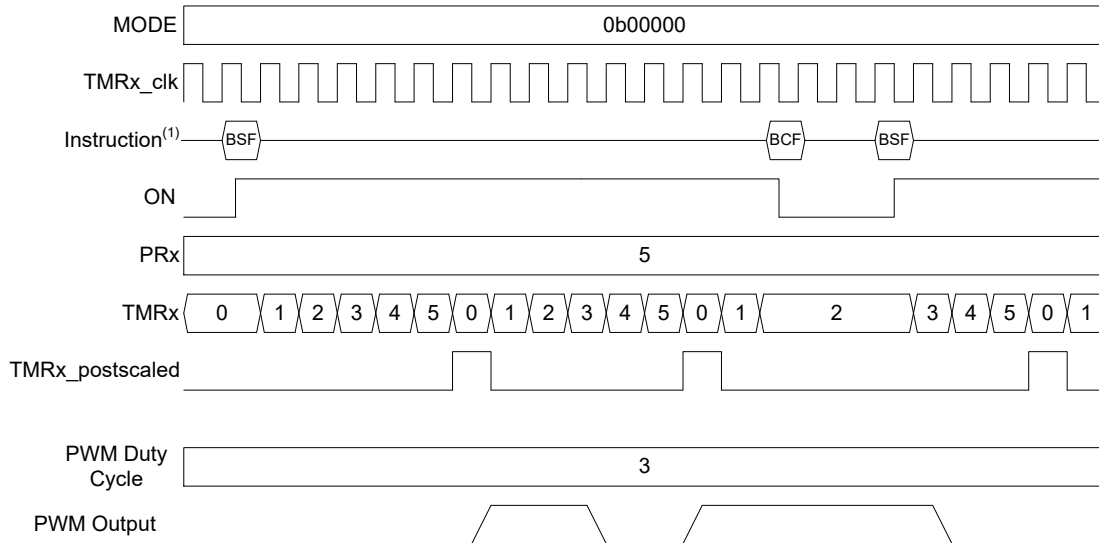 MODE 0b00000
TMRx_clk
Instruction(1) BSF BCF BSF
ON
PRx 5
TMRx 0 1 2 3 4 5 0 1 2 3 4 5 0 1 2 3 4 5 0 1
TMRx_postscaled
PWM Duty
Cycle 3
PWM Output